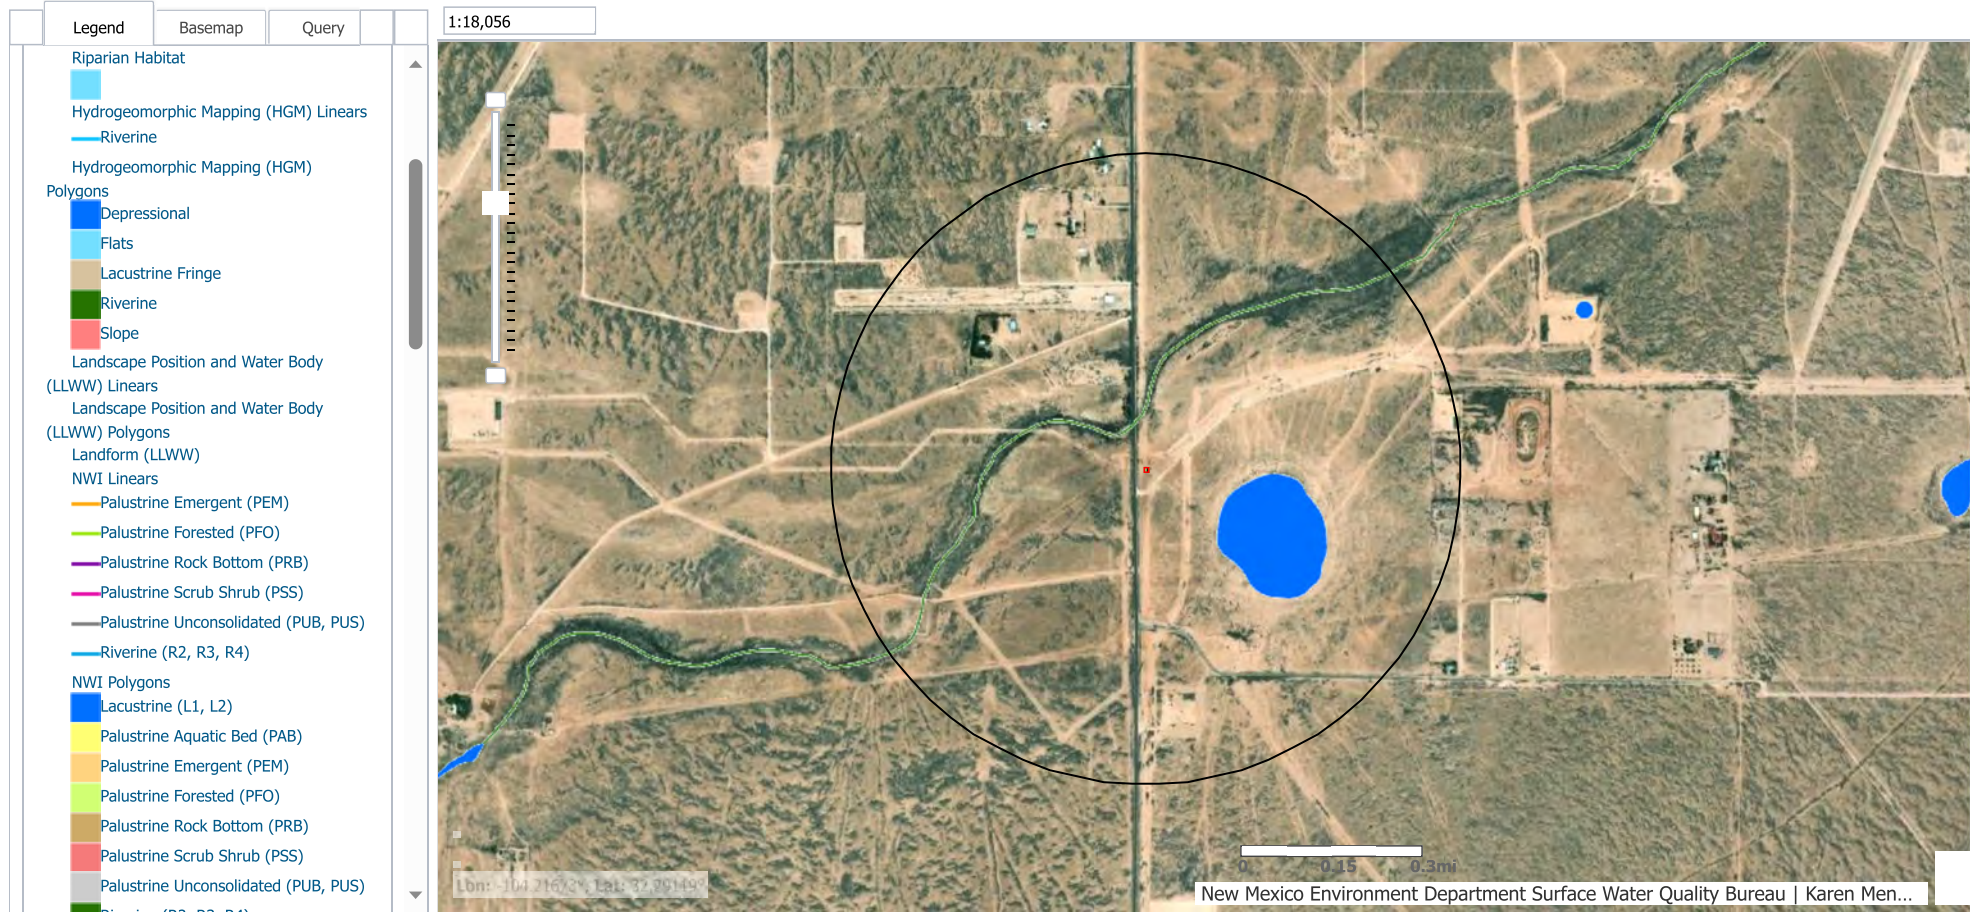 Legend
Basemap
Query
1:18,056
Riparian Habitat
Hydrogeomorphic Mapping (HGM) Linears
Riverine
Hydrogeomorphic Mapping (HGM)
Polygons
Depressional
Flats
Lacustrine Fringe
Riverine
Slope
Landscape Position and Water Body
(LLWW) Linears
Landscape Position and Water Body
(LLWW) Polygons
Landform (LLWW)
NWI Linears
Palustrine Emergent (PEM)
Palustrine Forested (PFO)
Palustrine Rock Bottom (PRB)
Palustrine Scrub Shrub (PSS)
Palustrine Unconsolidated (PUB, PUS)
Riverine (R2, R3, R4)
NWI Polygons
Lacustrine (L1, L2)
Palustrine Aquatic Bed (PAB)
Palustrine Emergent (PEM)
Palustrine Forested (PFO)
Palustrine Rock Bottom (PRB)
Palustrine Scrub Shrub (PSS)
Palustrine Unconsolidated (PUB, PUS)
0 0.15 0.3mi
Lon: Lat:
New Mexico Environment Department Surface Water Quality Bureau | Karen Men...